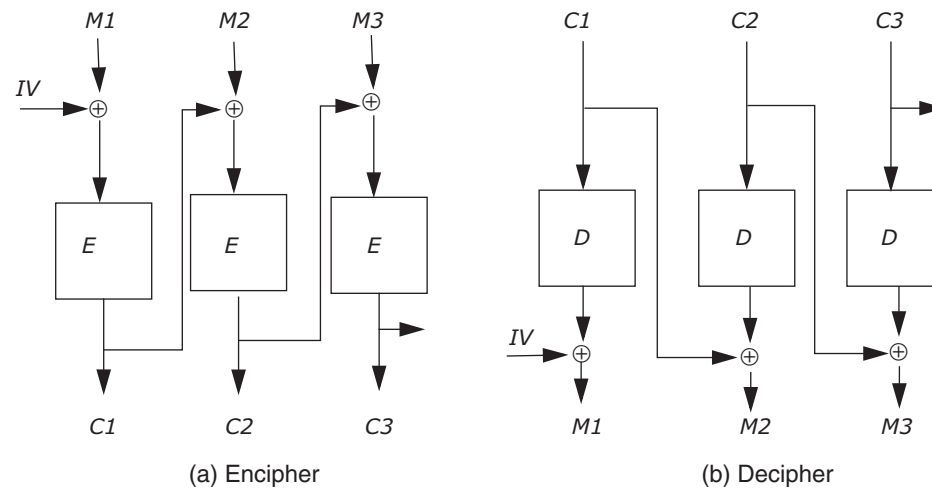 M1 M2 M3
IV ⊕ ⊕ ⊕
E E E
C1 C2 C3
(a) Encipher
C1 C2 C3
D D D
IV ⊕ ⊕ ⊕
M1 M2 M3
(b) Decipher